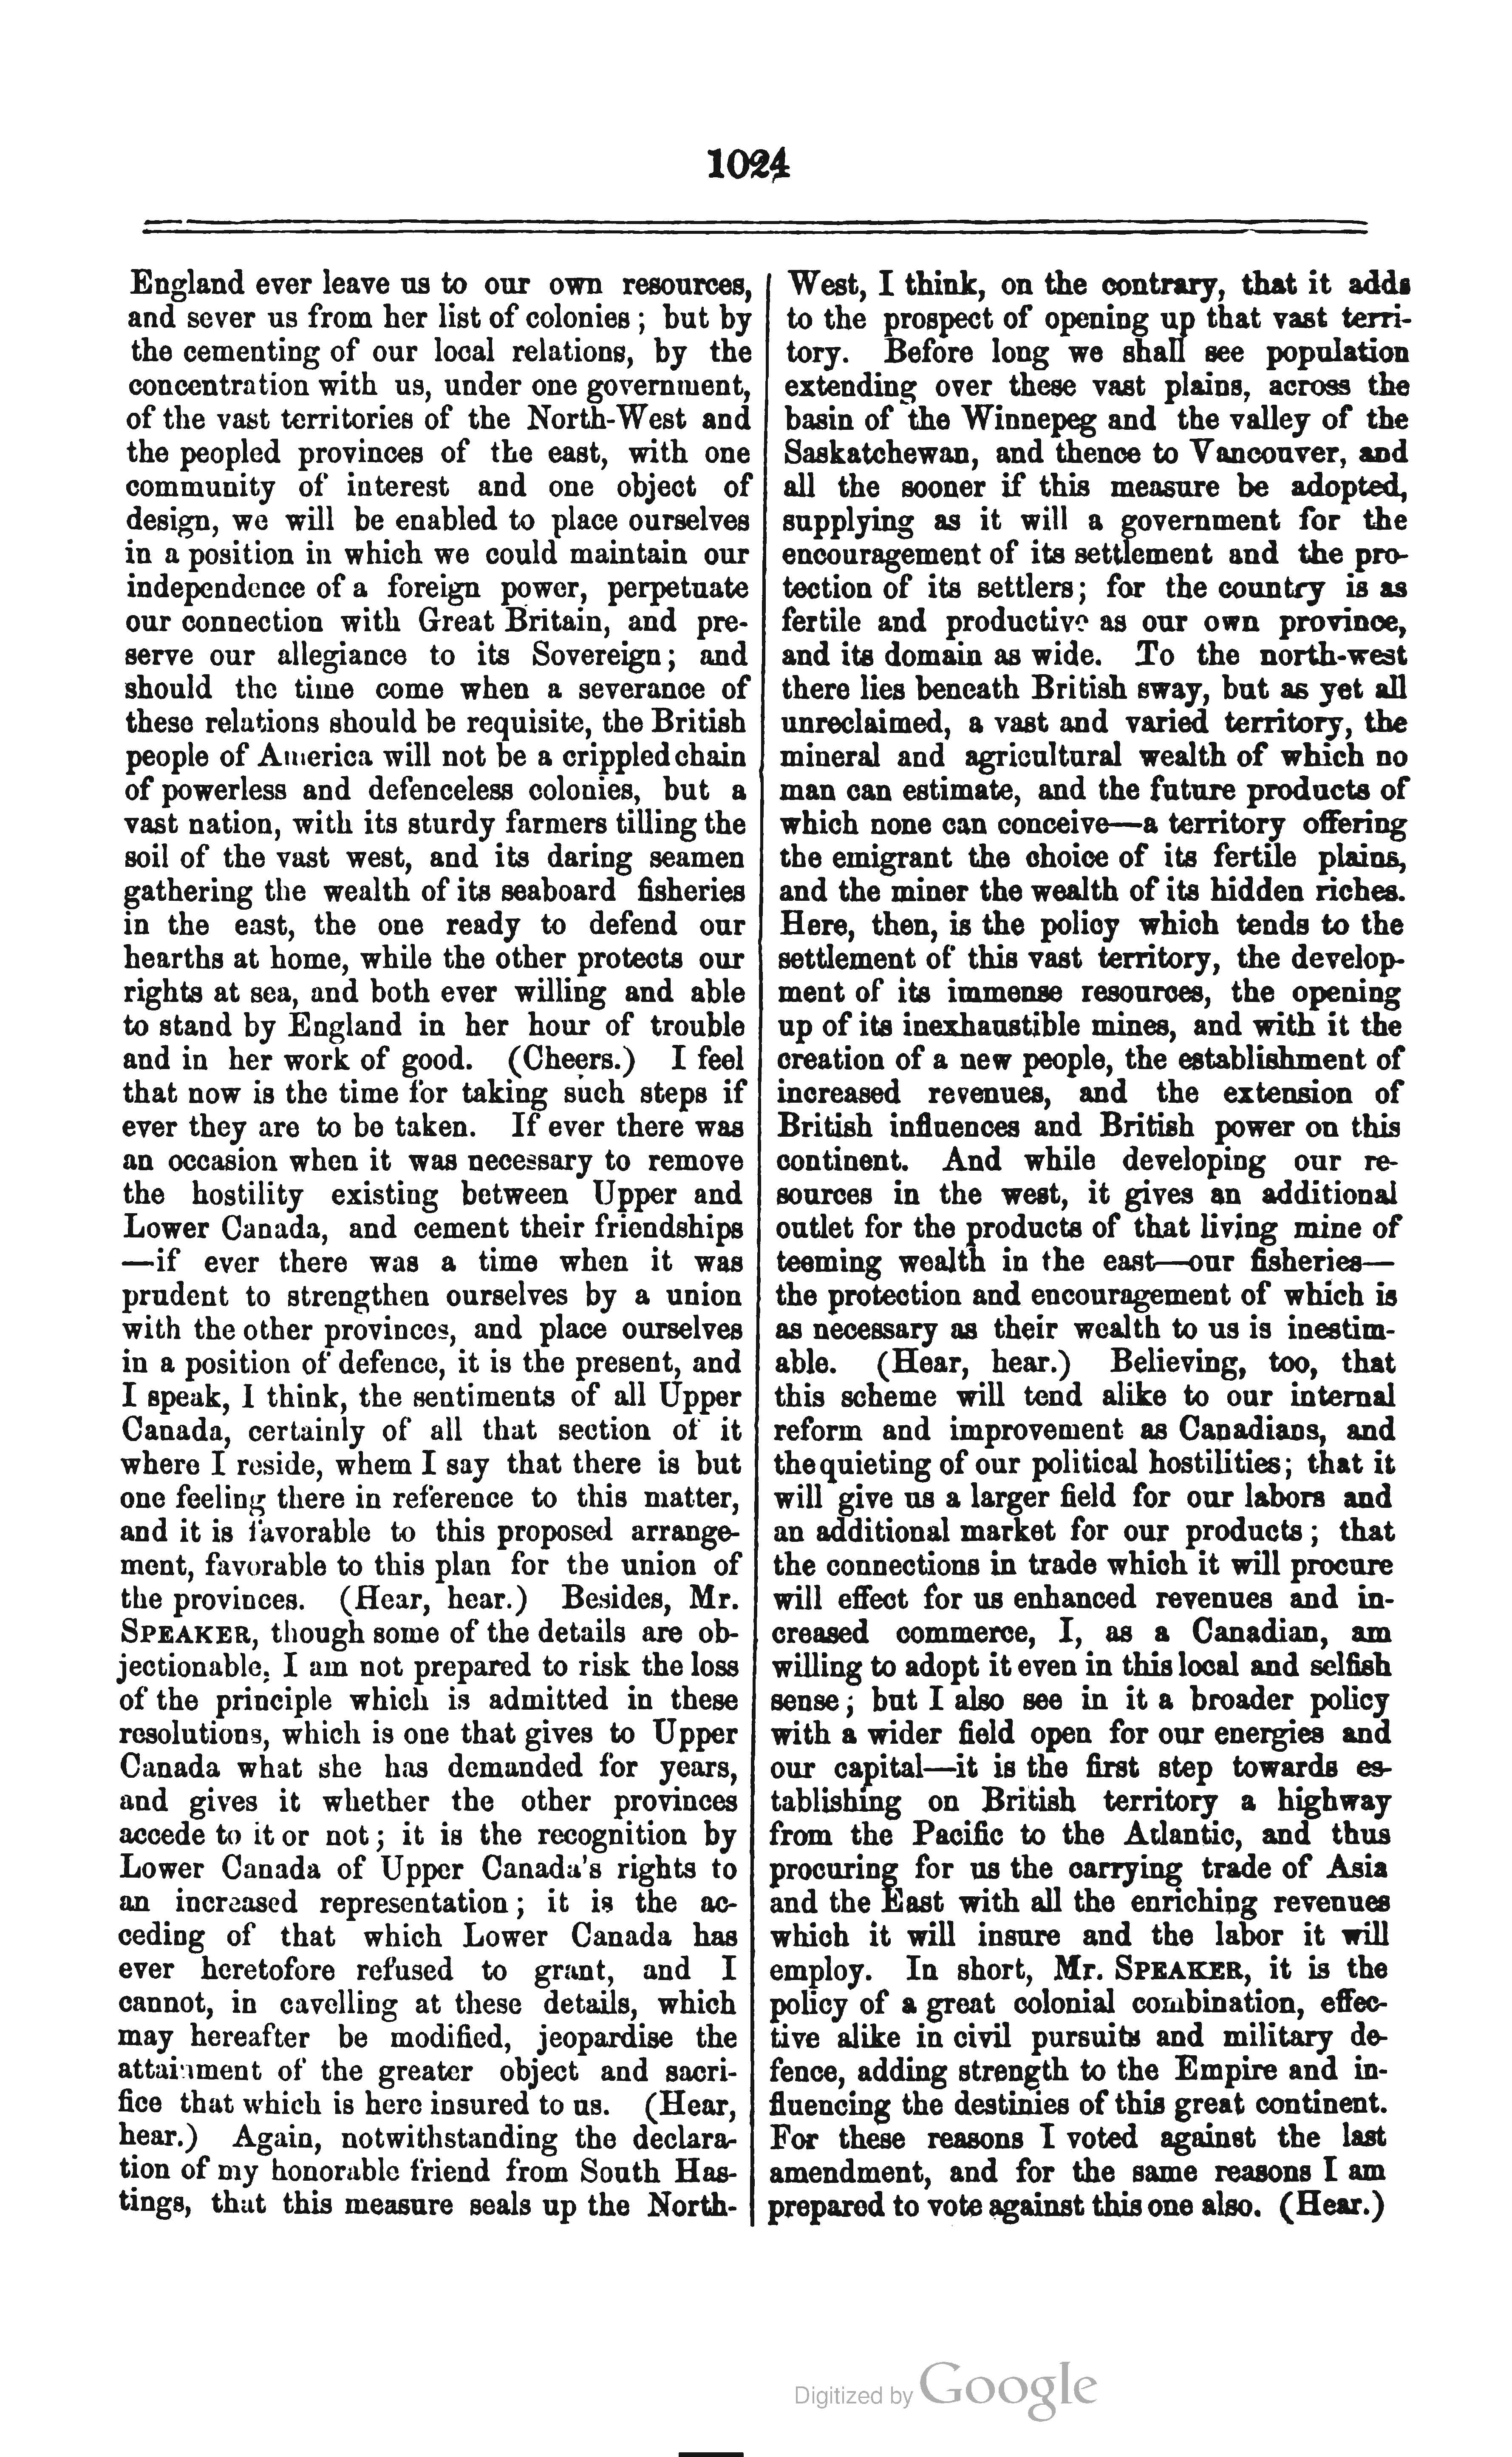 1024
England ever leave us to our own resources,
and sever us from her list of colonies ; but by
the cementing of our local relations, by the
concentration with us, under one government,
of the vast territories of the North-West and
the peopled provinces of the east, with one
community of interest and one object of
design, we will be enabled to place ourselves
in a position in which we could maintain our
independence of a foreign power, perpetuate
our connection with Great Britain, and pre-
serve our allegiance to its Sovereign; and
should the time come when a severance of
these relations should be requisite, the British
people of America will not be a crippled chain
of powerless and defenceless colonies, but a
vast nation, with its sturdy farmers tilling the
soil of the vast west, and its daring seamen
gathering the wealth of its seaboard fisheries
in the east, the one ready to defend our
hearths at home, while the other protects our
rights at sea, and both ever willing and able
to stand by England in her hour of trouble
and in her work of good. (Cheers.) I feel
that now is the time for taking such steps if
ever they are to be taken. If ever there was
an occasion when it was necessary to remove
the hostility existing between Upper and
Lower Canada, and cement their friendships
—if ever there was a time when it was
prudent to strengthen ourselves by a union
with the other provinces, and place ourselves
in a position of defence, it is the present, and
I speak, I think, the sentiments of all Upper
Canada, certainly of all that section of it
where I reside, whem I say that there is but
one feeling there in reference to this matter,
and it is favorable to this proposed arrange-
ment, favorable to this plan for the union of
the provinces. (Hear, hear.) Besides, Mr.
SPEAKER, though some of the details are ob-
jectionable, I am not prepared to risk the loss
of the principle which is admitted in these
resolutions, which is one that gives to Upper
Canada what she has demanded for years,
and gives it whether the other provinces
accede to it or not ; it is the recognition by
Lower Canada of Upper Canada's rights to
an increased representation ; it is the ac-
ceding of that which Lower Canada has
ever heretofore refused to grant, and I
cannot, in cavelling at these details, which
may hereafter be modified, jeopardise the
attainment of the greater object and sacri-
fice that which is here insured to us. (Hear,
hear.) Again, notwithstanding the declara-
tion of my honorable friend from South Has-
tings, that this measure seals up the North-
West, I think, on the contrary, that it adds
to the prospect of opening up that vast terri-
tory. Before long we shall see population
extending over these vast plains, across the
basin of the Winnepeg and the valley of the
Saskatchewan, and thence to Vancouver, and
all the sooner if this measure be adopted,
supplying as it will a government for the
encouragement of its settlement and the pro-
tection of its settlers; for the country is as
fertile and productive as our own province,
and its domain as wide. To the north-west
there lies beneath British sway, but as yet all
unreclaimed, a vast and varied territory, the
mineral and agricultural wealth of which no
man can estimate, and the future products of
which none can conceive—a territory offering
the emigrant the choice of its fertile plains,
and the miner the wealth of its hidden riches.
Here, then, is the policy which tends to the
settlement of this vast territory, the develop-
ment of its immense resources, the opening
up of its inexhaustible mines, and with it the
creation of a new people, the establishment of
increased revenues, and the extension of
British influences and British power on this
continent. And while developing our re-
sources in the west, it gives an additional
outlet for the products of that living mine of
teeming wealth in the east—our fisheries—
the protection and encouragement of which is
as necessary as their wealth to us is inestim-
able. (Hear, hear.) Believing, too, that
this scheme will tend alike to our internal
reform and improvement as Canadians, and
the quieting of our political hostilities; that it
will give us a larger field for our labors and
an additional market for our products ; that
the connections in trade which it will procure
will effect for us enhanced revenues and in-
creased commerce, I, as a Canadian, am
willing to adopt it even in this local and selfish
sense ; but I also see in it a broader policy
with a wider field open for our energies and
our capital—it is the first step towards es-
tablishing on British territory a highway
from the Pacific to the Atlantic, and thus
procuring for us the carrying trade of Asia
and the East with all the enriching revenues
which it will insure and the labor it will
employ. In short, Mr. SPEAKER, it is the
policy of a great colonial combination, effec-
tive alike in civil pursuits and military de-
fence, adding strength to the Empire and in-
fluencing the destinies of this great continent.
For these reasons I voted against the last
amendment, and for the same reasons I am
prepared to vote against this one also. (Hear.)
Digitized by Google